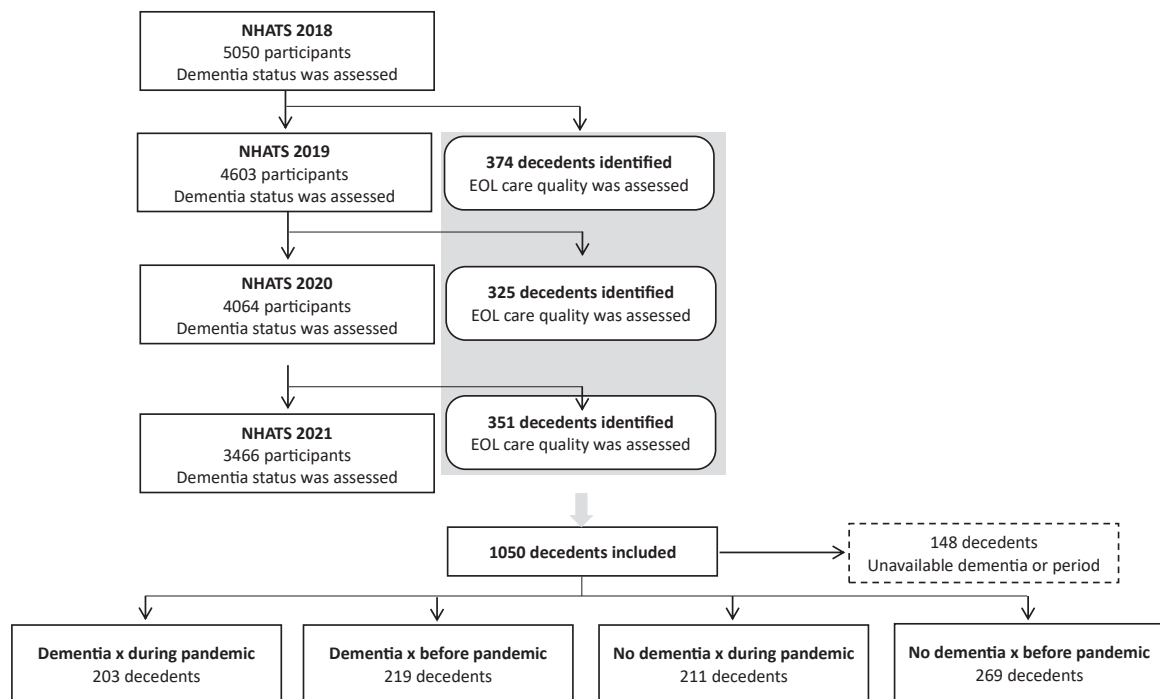 NHATS 2018
5050 participants
Dementia status was assessed
NHATS 2019
4603 participants
Dementia status was assessed
374 decedents identified
EOL care quality was assessed
NHATS 2020
4064 participants
Dementia status was assessed
325 decedents identified
EOL care quality was assessed
NHATS 2021
3466 participants
Dementia status was assessed
351 decedents identified
EOL care quality was assessed
1050 decedents included
148 decedents
Unavailable dementia or period
Dementia x during pandemic
203 decedents
Dementia x before pandemic
219 decedents
No dementia x during pandemic
211 decedents
No dementia x before pandemic
269 decedents